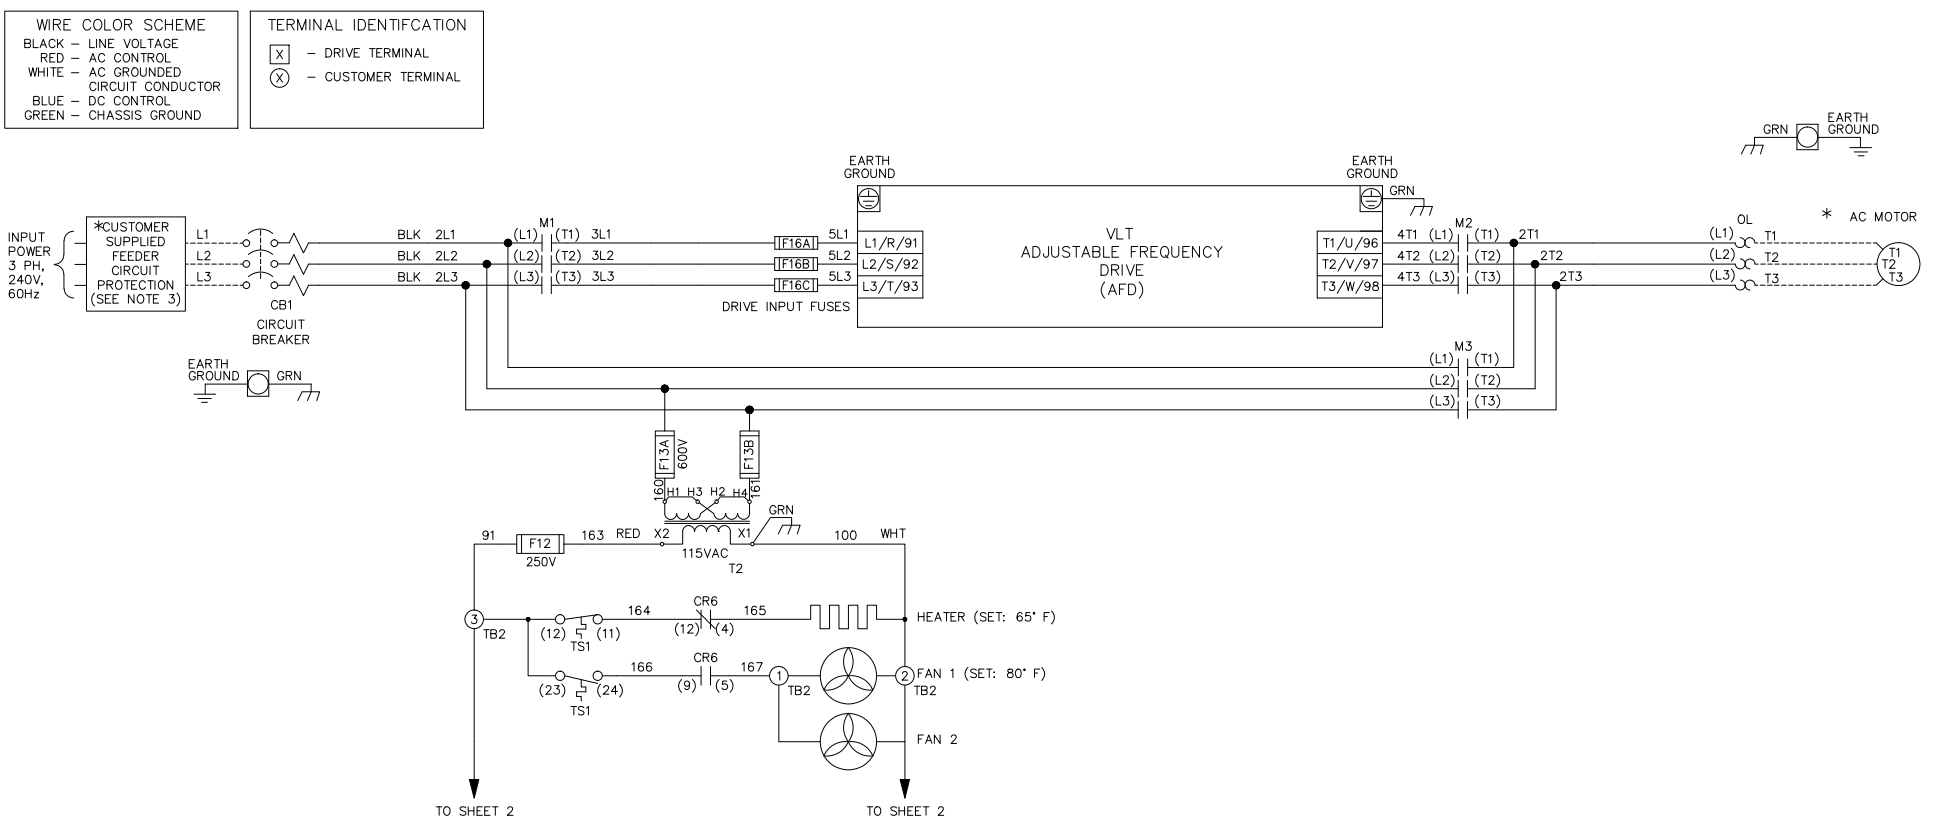 WIRE COLOR SCHEME
BLACK – LINE VOLTAGE
RED – AC CONTROL
WHITE – AC GROUNDED
CIRCUIT CONDUCTOR
BLUE – DC CONTROL
GREEN – CHASSIS GROUND
TERMINAL IDENTIFCATION
X – DRIVE TERMINAL
X – CUSTOMER TERMINAL
GRN
EARTH
GROUND
EARTH
GROUND
EARTH
GROUND
GRN
INPUT
POWER
3 PH,
240V,
60Hz
*CUSTOMER
SUPPLIED
FEEDER
CIRCUIT
PROTECTION
(SEE NOTE 3)
L1
L2
L3
CB1
CIRCUIT
BREAKER
BLK 2L1
BLK 2L2
BLK 2L3
M1
(L1) (T1) 3L1
(L2) (T2) 3L2
(L3) (T3) 3L3
F16A
F16B
F16C
DRIVE INPUT FUSES
5L1
5L2
5L3
L1/R/91
L2/S/92
L3/T/93
VLT
ADJUSTABLE FREQUENCY
DRIVE
(AFD)
T1/U/96
T2/V/97
T3/W/98
M2
4T1 (L1) (T1) 2T1
4T2 (L2) (T2) 2T2
4T3 (L3) (T3) 2T3
OL
(L1) T1
(L2) T2
(L3) T3
* AC MOTOR
T1
T2
T3
EARTH
GROUND
GRN
M3
(L1) (T1)
(L2) (T2)
(L3) (T3)
F13A
600V
F13B
160
161
H1 H3 H2 H4
GRN
91
F12
250V
163 RED X2
X1
100 WHT
115VAC
T2
3
TB2
(12) (11)
TS1
164
CR6
(12) (4)
165
HEATER (SET: 65° F)
(23) (24)
TS1
166
CR6
(9) (5)
167
1
TB2
2
TB2
FAN 1 (SET: 80° F)
FAN 2
TO SHEET 2
TO SHEET 2